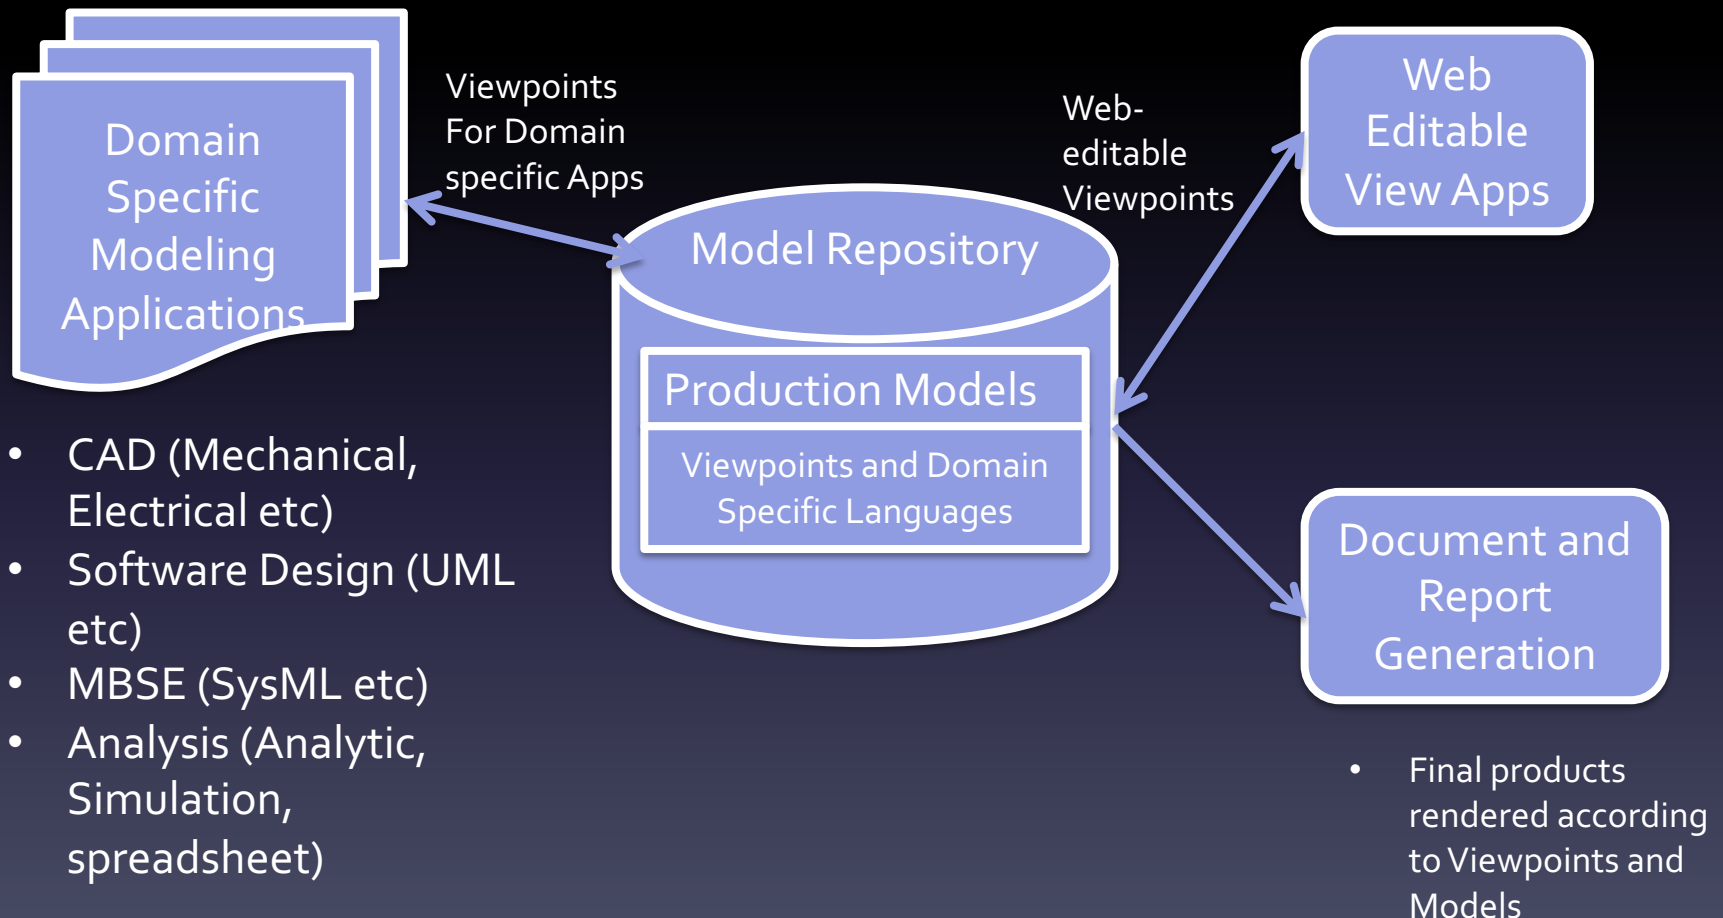 Domain
Specific
Modeling
Applications
Viewpoints
For Domain
specific Apps
Web-
editable
Viewpoints
Web
Editable
View Apps
Model Repository
Production Models
Viewpoints and Domain
Specific Languages
• CAD (Mechanical,
Electrical etc)
• Software Design (UML
etc)
• MBSE (SysML etc)
• Analysis (Analytic,
Simulation,
spreadsheet)
Document and
Report
Generation
• Final products
rendered according
to Viewpoints and
Models